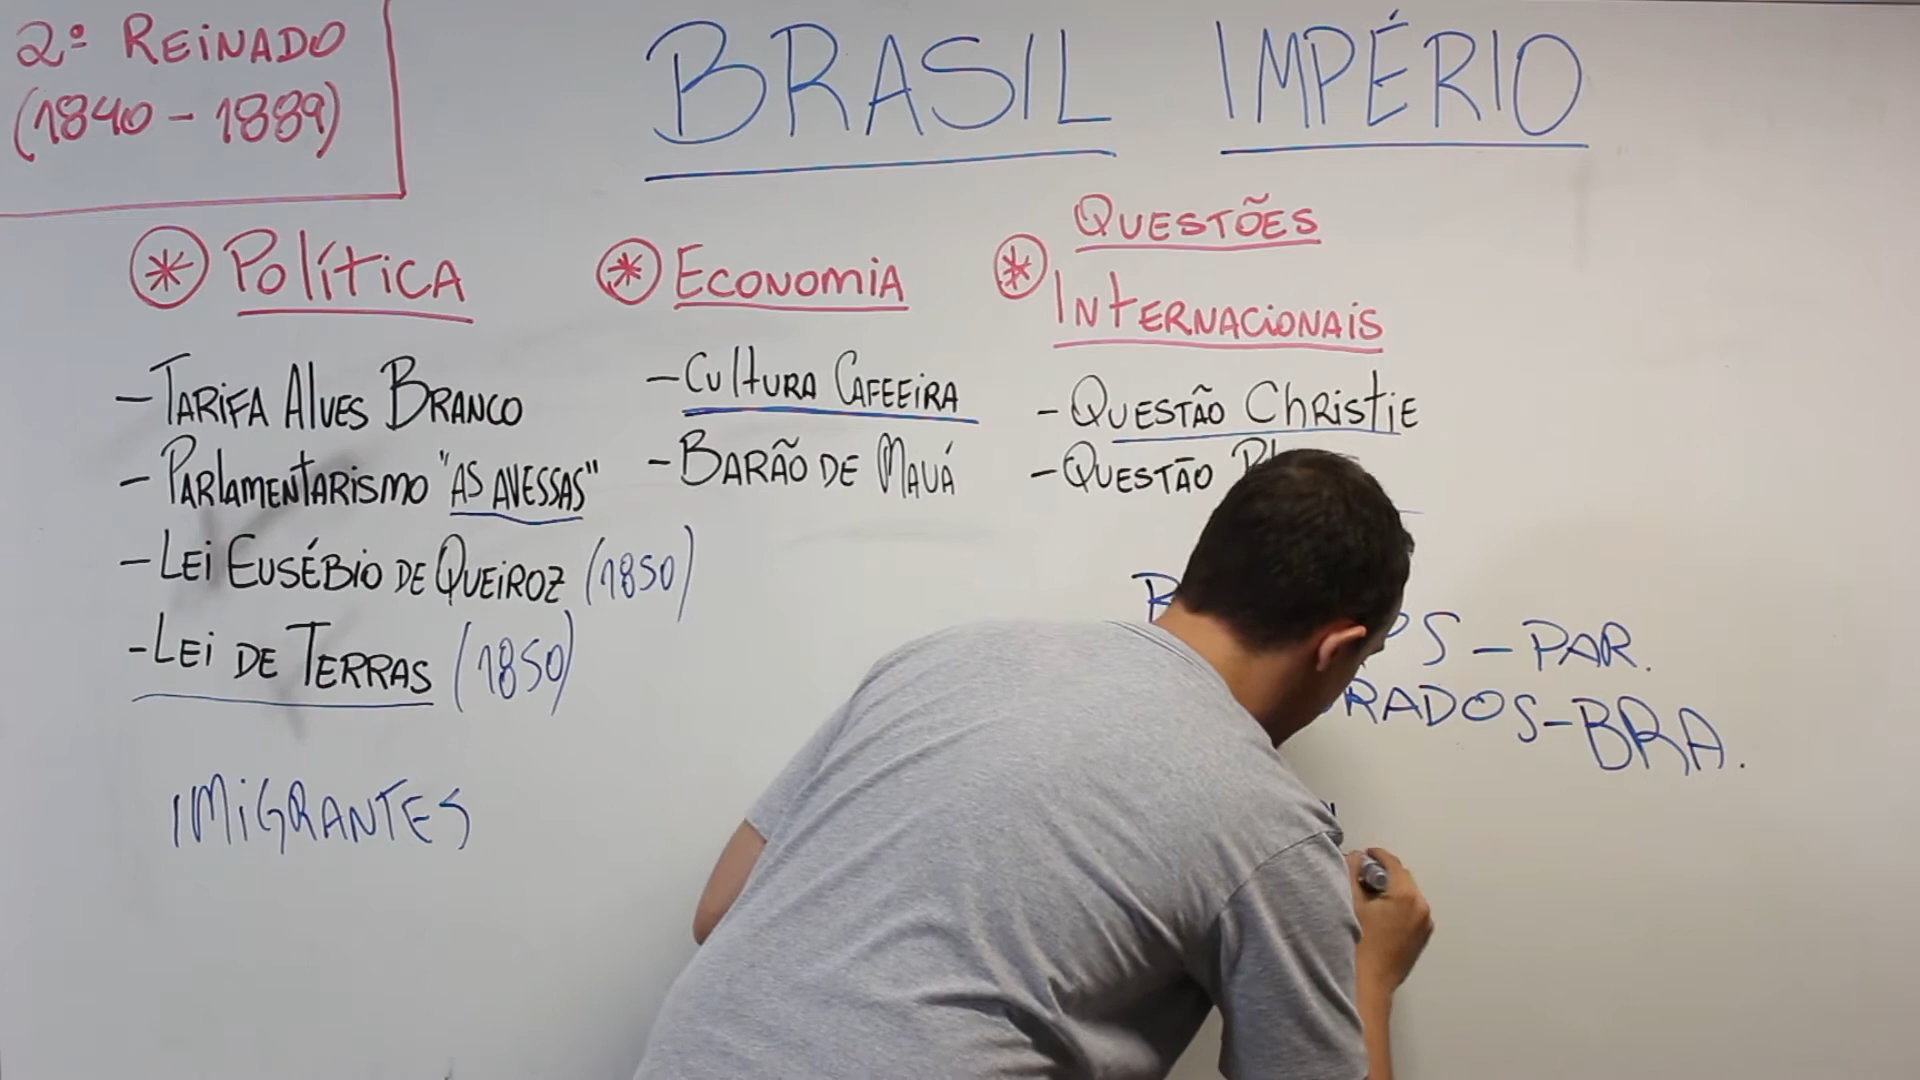 2º REINADO
(1840 - 1889)
BRASIL IMPÉRIO
* Política
- TARIFA ALVES BRANCO
- PARLAMENTARISMO "AS AVESSAS"
- LEI EUSÉBIO DE QUEIROZ (1850)
- LEI DE TERRAS (1850)
IMIGRANTES
* ECONOMIA
- CULTURA CAFEEIRA
- BARÃO DE MAUÁ
* QUESTÕES
INTERNACIONAIS
- QUESTÃO CHRISTIE
- QUESTÃO
- PAR.
- BRA.